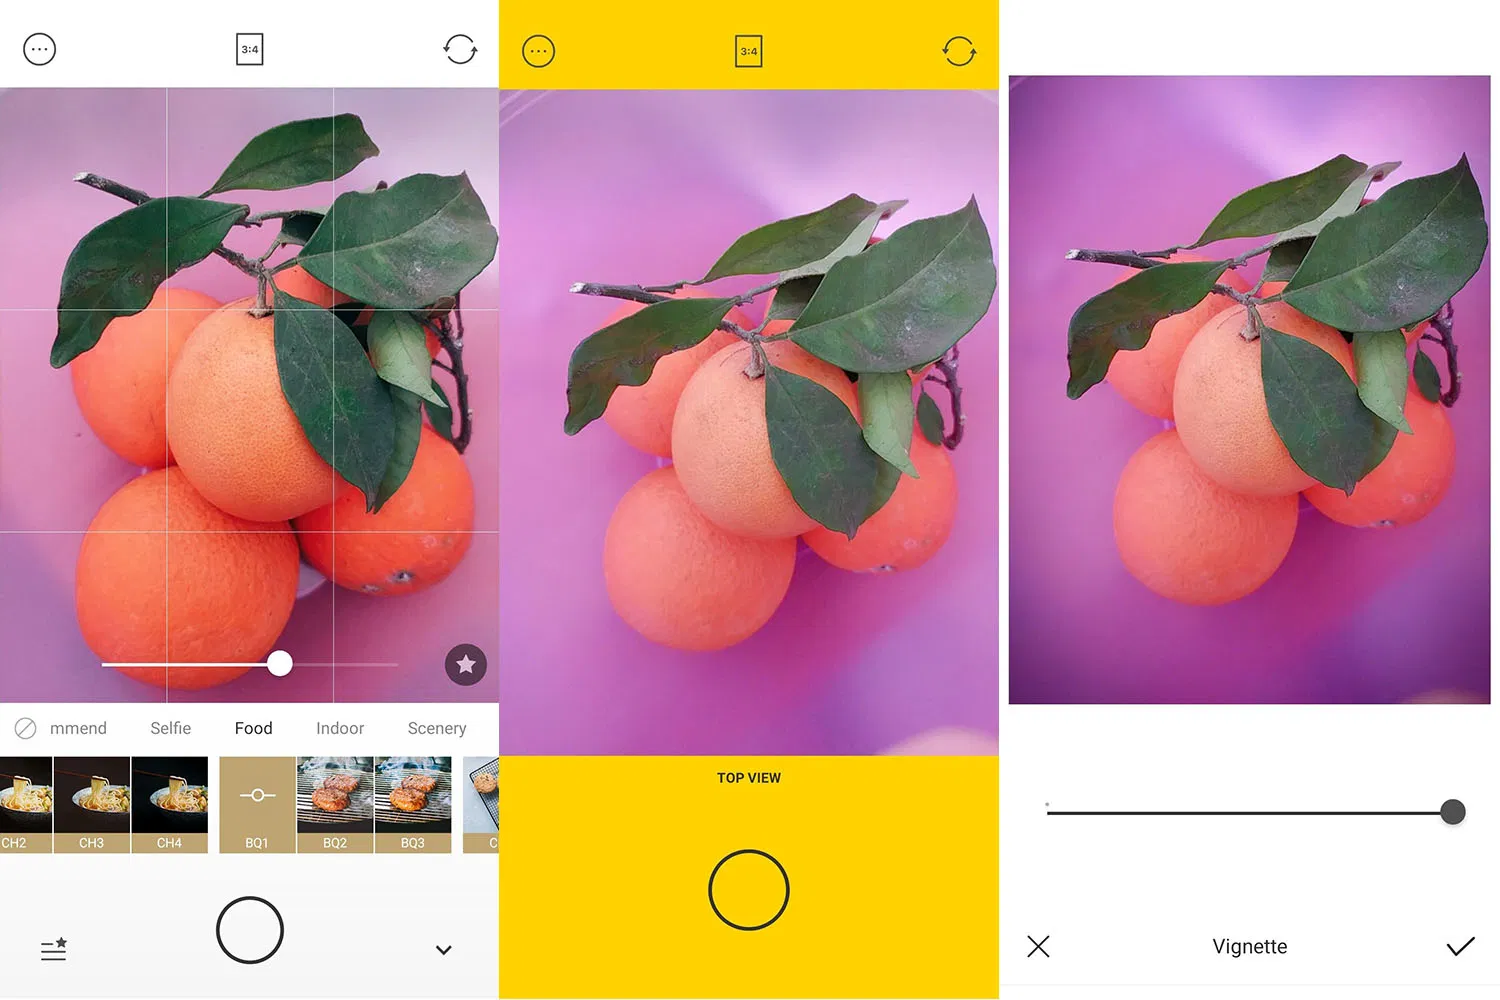 3:4
mmend Selfie Food Indoor Scenery
CH2 CH3 CH4 BQ1 BQ2 BQ3 C
3:4
TOP VIEW
Vignette